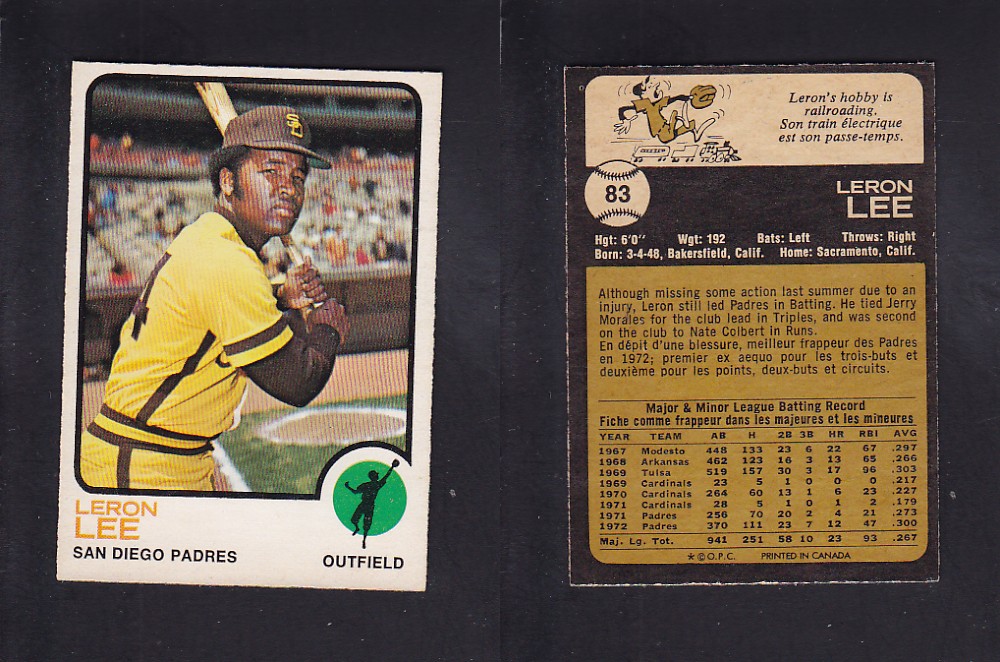 SD
4
LERON
LEE
SAN DIEGO PADRES
OUTFIELD
Leron's hobby is
railroading.
Son train électrique
est son passe-temps.
83
LERON
LEE
Hgt: 6'0" Wgt: 192 Bats: Left Throws: Right
Born: 3-4-48, Bakersfield, Calif. Home: Sacramento, Calif.
Although missing some action last summer due to an
injury, Leron still led Padres in Batting. He tied Jerry
Morales for the club lead in Triples, and was second
on the club to Nate Colbert in Runs.
En dépit d'une blessure, meilleur frappeur des Padres
en 1972; premier ex aequo pour les trois-buts et
deuxième pour les points, deux-buts et circuits.
Major & Minor League Batting Record
Fiche comme frappeur dans les majeures et les mineures
YEAR TEAM AB H 2B 3B HR RBI AVG
1967 Modesto 448 133 23 6 22 67 .297
1968 Arkansas 462 123 16 3 13 65 .266
1969 Tulsa 519 157 30 3 17 96 .303
1969 Cardinals 23 5 1 0 0 0 .217
1970 Cardinals 264 60 13 1 6 23 .227
1971 Cardinals 28 5 1 0 1 2 .179
1971 Padres 256 70 20 2 4 21 .273
1972 Padres 370 111 23 7 12 47 .300
Maj. Lg. Tot. 941 251 58 10 23 93 .267
* © O.P.C. PRINTED IN CANADA